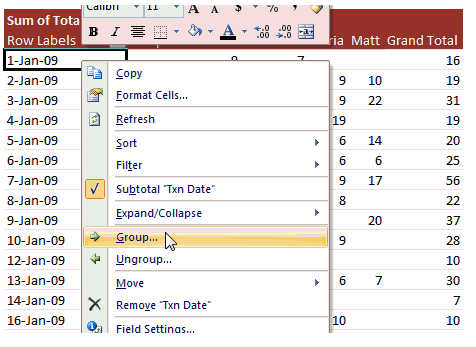 Calibri 11 A A $ % ,
Sum of Tota
B I A
Row Labels ria Matt Grand Total
1-Jan-09 9 7 16
2-Jan-09 Copy 9 10 19
3-Jan-09 Format Cells... 9 22 31
4-Jan-09 Refresh 19 19
5-Jan-09 Sort 6 14 20
6-Jan-09 Filter 6 6 25
7-Jan-09 Subtotal "Txn Date" 9 17 56
8-Jan-09 Expand/Collapse 8 22
9-Jan-09 20 37
10-Jan-09 Group... 9 28
12-Jan-09 Ungroup... 10
13-Jan-09 Move 6 7 30
14-Jan-09 Remove "Txn Date" 7
16-Jan-09 Field Settings... 10 10